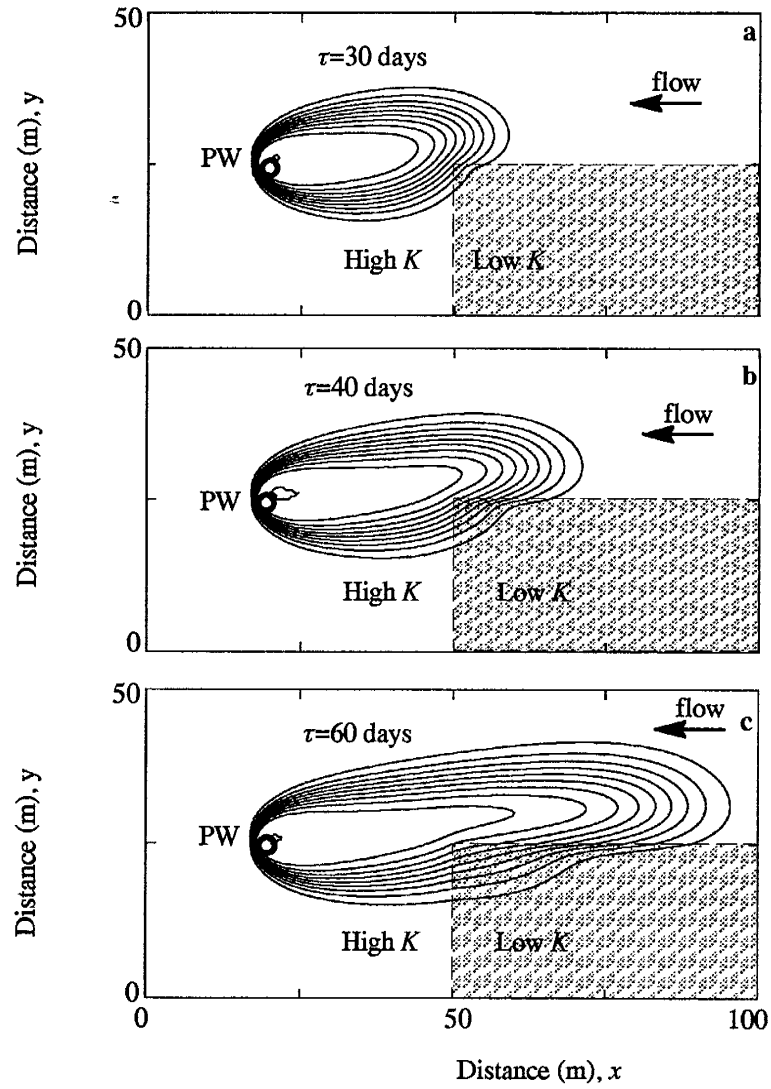 50
a
τ=30 days
flow
Distance (m), y
PW
High K
Low K
0
50
b
τ=40 days
flow
Distance (m), y
PW
High K
Low K
0
50
c
τ=60 days
flow
Distance (m), y
PW
High K
Low K
0
0
50
100
Distance (m), x